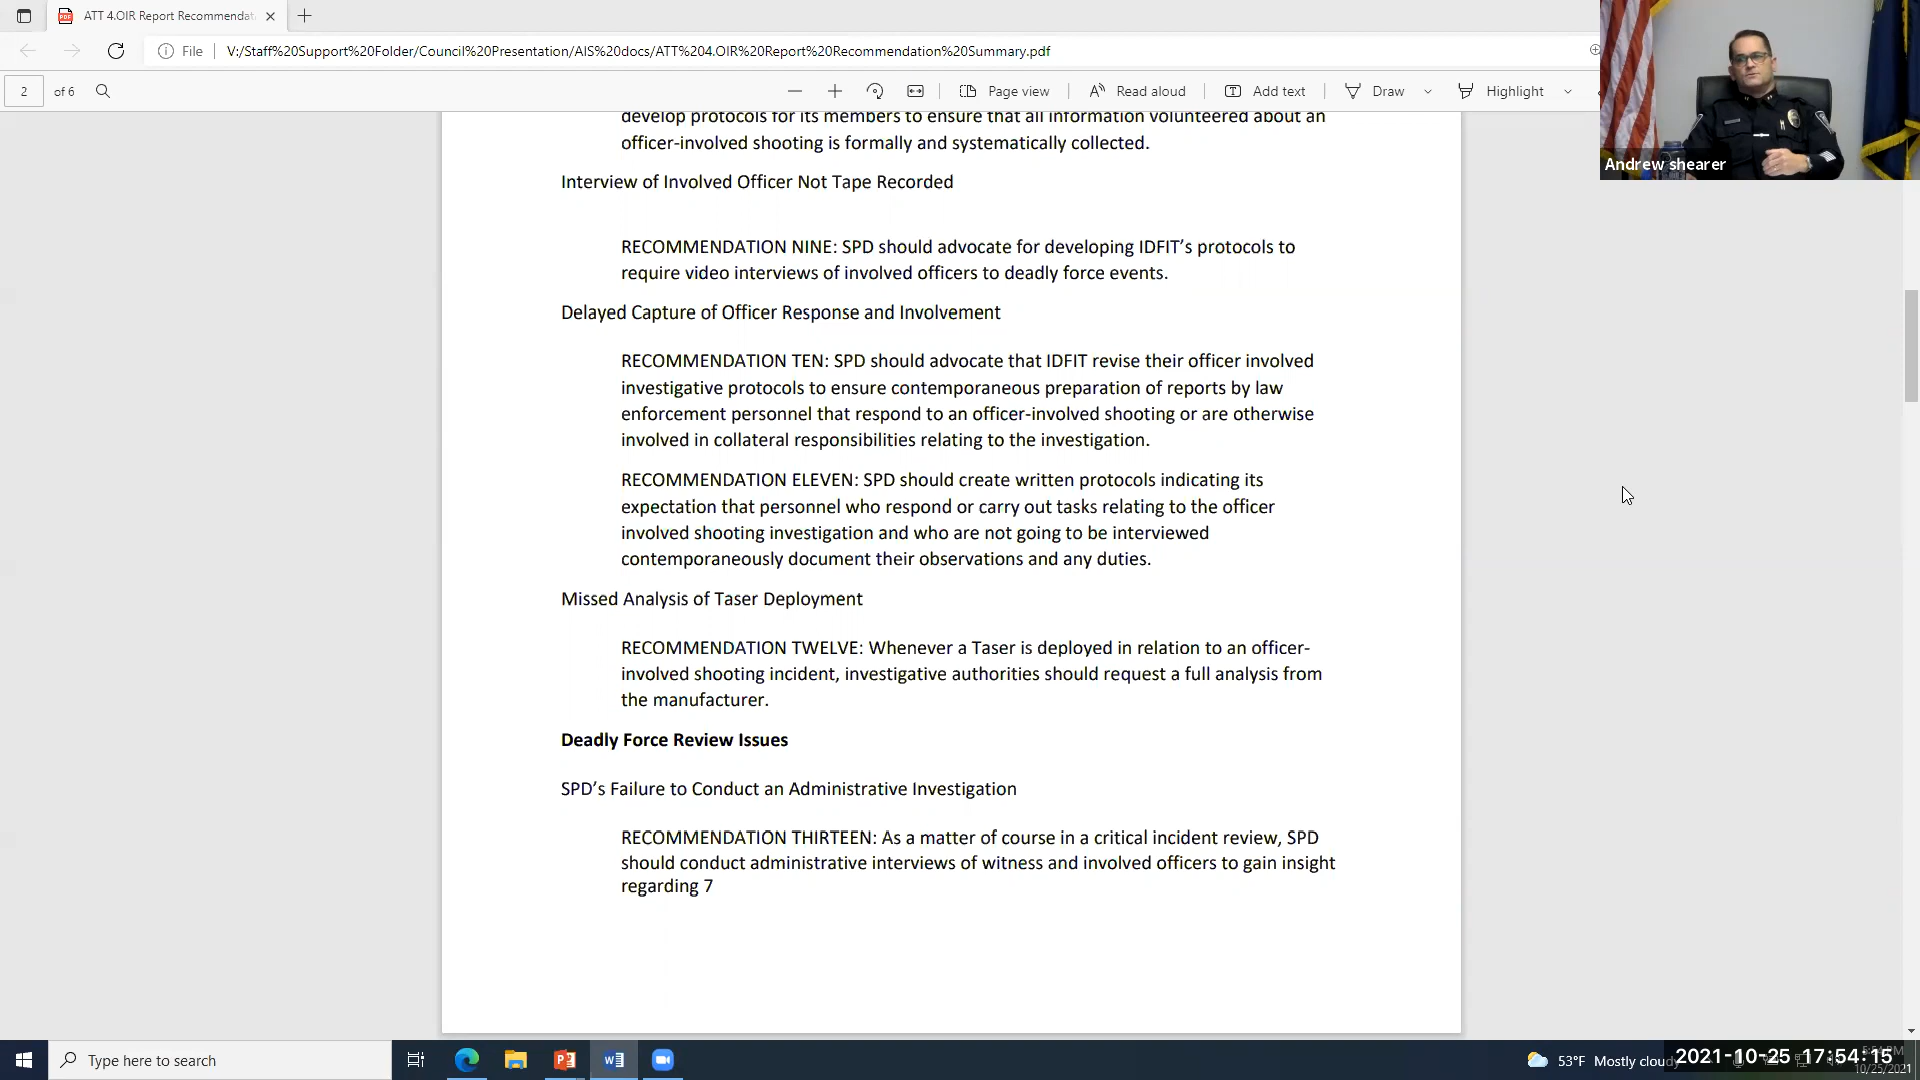 ATT 4.OIR Report Recommendat
File
V:/Staff%20Support%20Folder/Council%20Presentation/AIS%20docs/ATT%204.OIR%20Report%20Recommendation%20Summary.pdf
2 of 6
Page view
Read aloud
Add text
Draw
Highlight
Andrew shearer
develop protocols for its members to ensure that all information volunteered about an
officer-involved shooting is formally and systematically collected.
Interview of Involved Officer Not Tape Recorded
RECOMMENDATION NINE: SPD should advocate for developing IDFIT’s protocols to
require video interviews of involved officers to deadly force events.
Delayed Capture of Officer Response and Involvement
RECOMMENDATION TEN: SPD should advocate that IDFIT revise their officer involved
investigative protocols to ensure contemporaneous preparation of reports by law
enforcement personnel that respond to an officer-involved shooting or are otherwise
involved in collateral responsibilities relating to the investigation.
RECOMMENDATION ELEVEN: SPD should create written protocols indicating its
expectation that personnel who respond or carry out tasks relating to the officer
involved shooting investigation and who are not going to be interviewed
contemporaneously document their observations and any duties.
Missed Analysis of Taser Deployment
RECOMMENDATION TWELVE: Whenever a Taser is deployed in relation to an officer-
involved shooting incident, investigative authorities should request a full analysis from
the manufacturer.
Deadly Force Review Issues
SPD’s Failure to Conduct an Administrative Investigation
RECOMMENDATION THIRTEEN: As a matter of course in a critical incident review, SPD
should conduct administrative interviews of witness and involved officers to gain insight
regarding 7
Type here to search
53°F Mostly cloudy
2021-10-25 17:54:15
10/25/2021